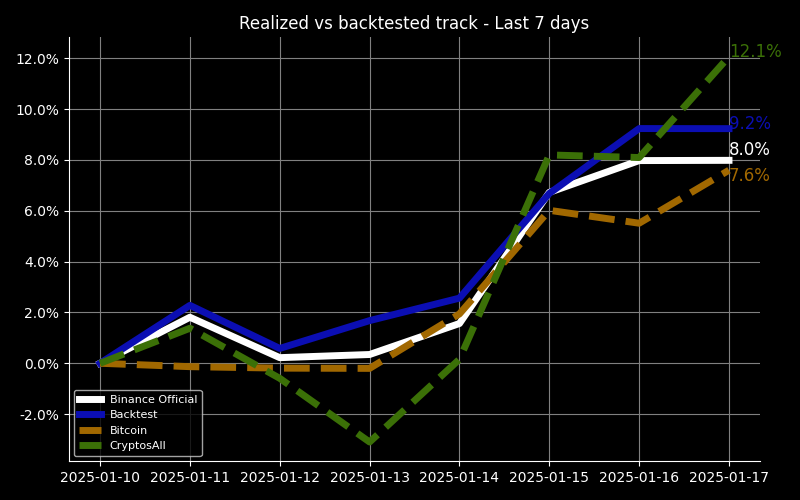 Realized vs backtested track - Last 7 days
12.0%
10.0%
8.0%
6.0%
4.0%
2.0%
0.0%
-2.0%
12.1%
9.2%
8.0%
7.6%
Binance Official
Backtest
Bitcoin
CryptosAll
2025-01-10 2025-01-11 2025-01-12 2025-01-13 2025-01-14 2025-01-15 2025-01-16 2025-01-17